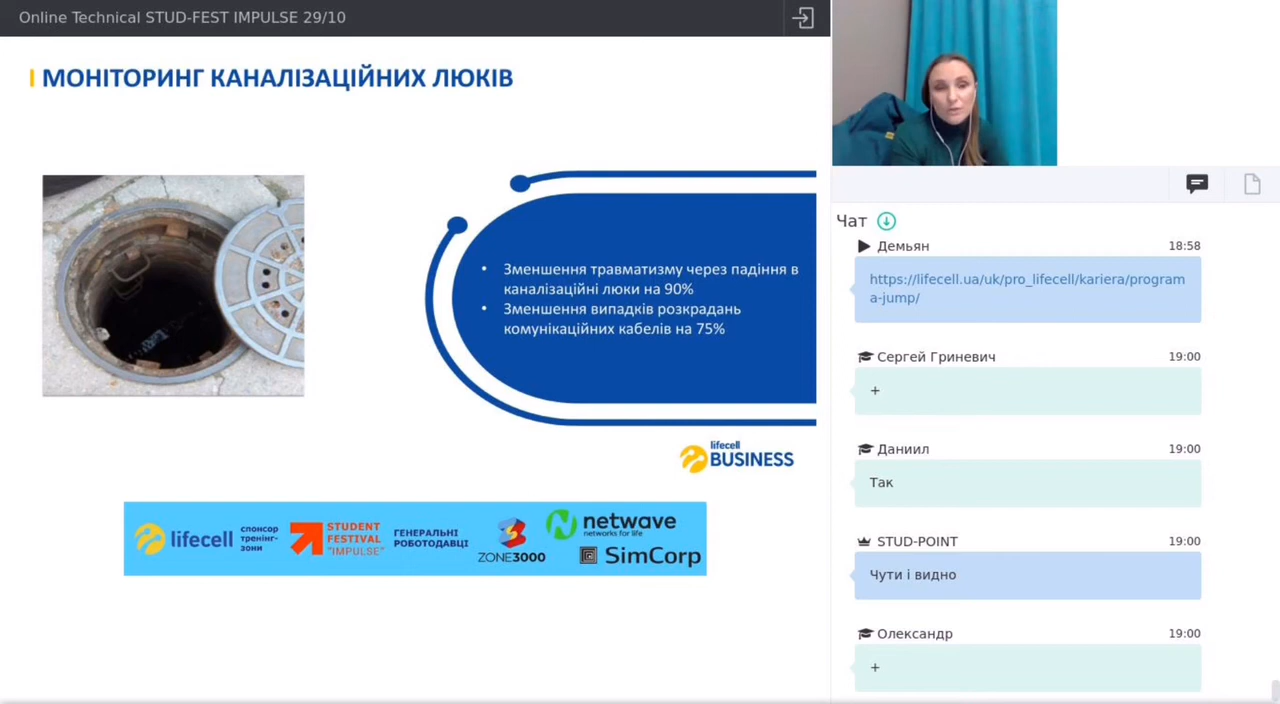 Online Technical STUD-FEST IMPULSE 29/10
МОНІТОРИНГ КАНАЛІЗАЦІЙНИХ ЛЮКІВ
• Зменшення травматизму через падіння в
каналізаційні люки на 90%
• Зменшення випадків розкрадань
комунікаційних кабелів на 75%
lifecell
BUSINESS
lifecell
спонсор
тренінг-
зони
STUDENT
FESTIVAL
"IMPULSE"
ГЕНЕРАЛЬНІ
РОБОТОДАВЦІ
ZONE3000
netwave
networks for life
SimCorp
Чат
Демьян 18:58
https://lifecell.ua/uk/pro_lifecell/kariera/program
a-jump/
Сергей Гриневич 19:00
+
Даниил 19:00
Так
STUD-POINT 19:00
Чути і видно
Олександр 19:00
+